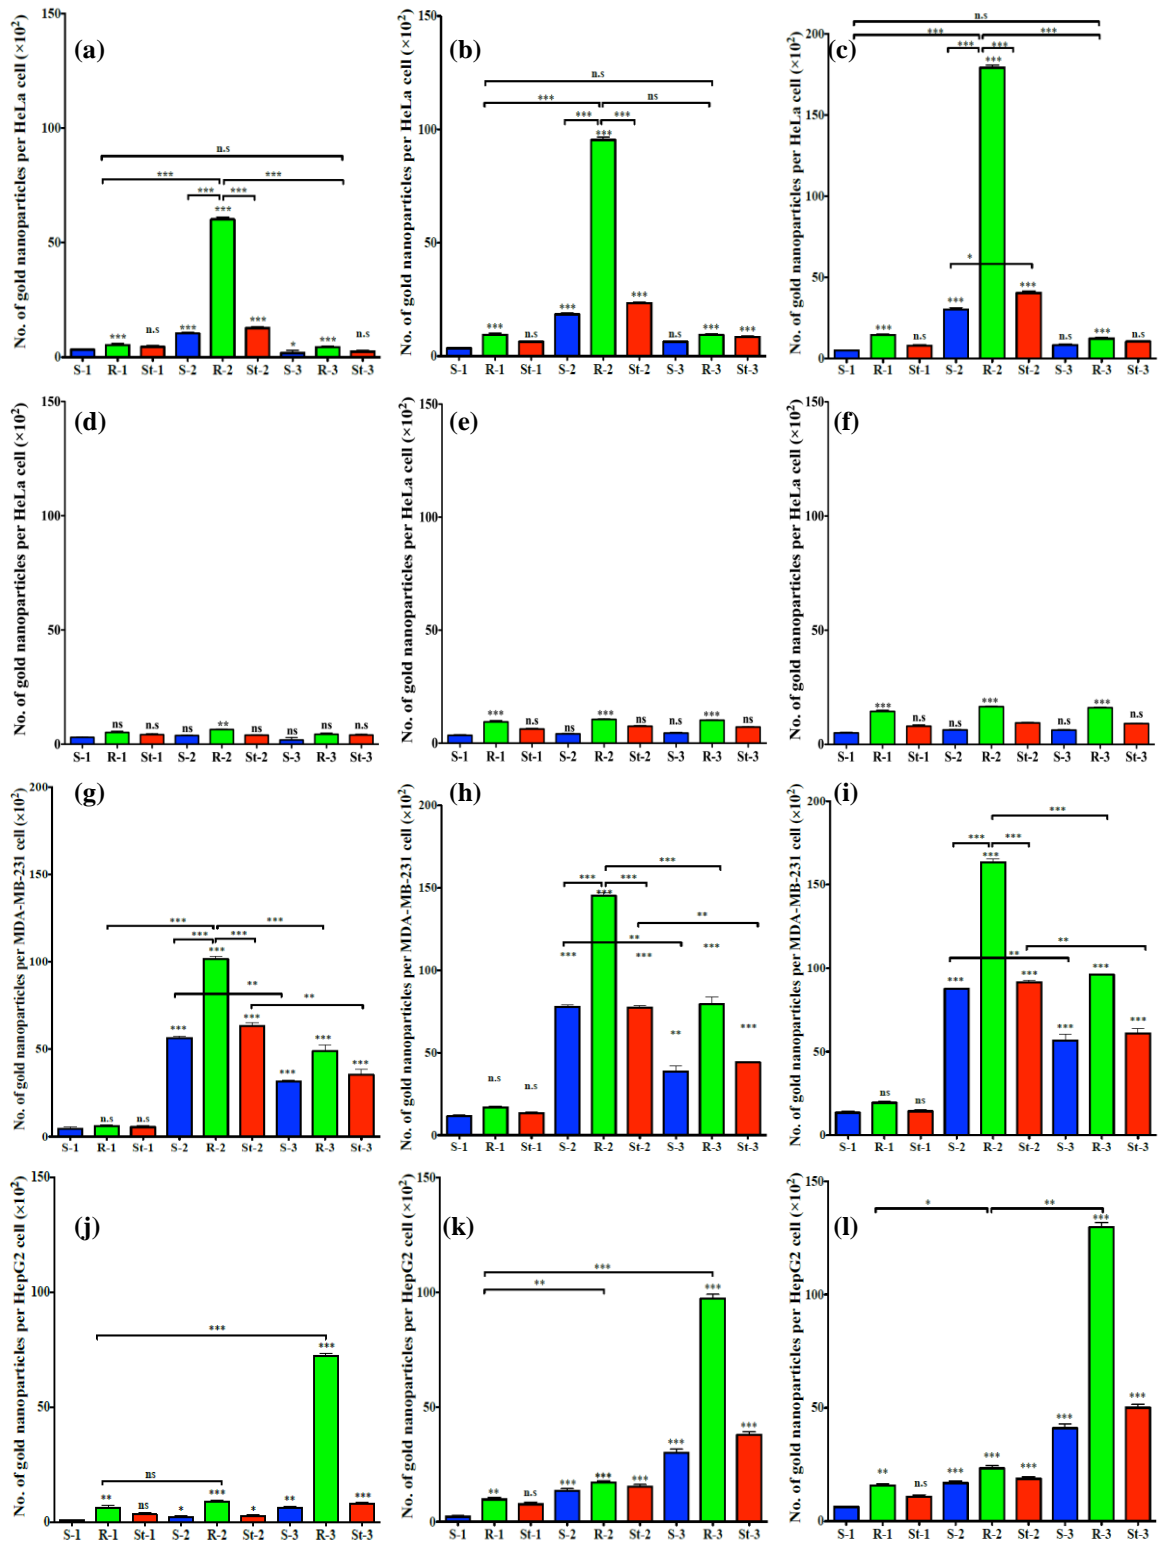 (a)
No. of gold nanoparticles per HeLa cell (×10²)
150
100
50
0
n.s
*** ***
*** ***
***
*** n.s *** *** * *** n.s
S-1 R-1 St-1 S-2 R-2 St-2 S-3 R-3 St-3
(b)
No. of gold nanoparticles per HeLa cell (×10²)
150
100
50
0
n.s
*** ns
*** ***
***
*** n.s *** *** *** ***
S-1 R-1 St-1 S-2 R-2 St-2 S-3 R-3 St-3
(c)
No. of gold nanoparticles per HeLa cell (×10²)
200
150
100
50
0
n.s
*** ***
*** ***
***
*
*** n.s *** *** n.s *** n.s
S-1 R-1 St-1 S-2 R-2 St-2 S-3 R-3 St-3
(d)
No. of gold nanoparticles per HeLa cell (×10²)
150
100
50
0
ns n.s ns ** ns ns n.s n.s
S-1 R-1 St-1 S-2 R-2 St-2 S-3 R-3 St-3
(e)
No. of gold nanoparticles per HeLa cell (×10²)
150
100
50
0
*** n.s ns *** ns n.s *** ns
S-1 R-1 St-1 S-2 R-2 St-2 S-3 R-3 St-3
(f)
No. of gold nanoparticles per HeLa cell (×10²)
150
100
50
0
*** n.s n.s *** n.s *** n.s
S-1 R-1 St-1 S-2 R-2 St-2 S-3 R-3 St-3
(g)
No. of gold nanoparticles per MDA-MB-231 cell (×10²)
200
150
100
50
0
*** ***
*** ***
***
** **
n.s n.s *** *** *** *** ***
S-1 R-1 St-1 S-2 R-2 St-2 S-3 R-3 St-3
(h)
No. of gold nanoparticles per MDA-MB-231 cell (×10²)
200
150
100
50
0
***
*** ***
***
** **
n.s n.s *** *** ** *** ***
S-1 R-1 St-1 S-2 R-2 St-2 S-3 R-3 St-3
(i)
No. of gold nanoparticles per MDA-MB-231 cell (×10²)
200
150
100
50
0
***
*** ***
***
** **
ns ns *** *** *** *** ***
S-1 R-1 St-1 S-2 R-2 St-2 S-3 R-3 St-3
(j)
No. of gold nanoparticles per HepG2 cell (×10²)
150
100
50
0
***
***
ns
** ns * *** * ** ***
S-1 R-1 St-1 S-2 R-2 St-2 S-3 R-3 St-3
(k)
No. of gold nanoparticles per HepG2 cell (×10²)
150
100
50
0
***
**
***
** n.s *** *** *** *** ***
S-1 R-1 St-1 S-2 R-2 St-2 S-3 R-3 St-3
(l)
No. of gold nanoparticles per HepG2 cell (×10²)
150
100
50
0
* **
***
** n.s *** *** *** *** ***
S-1 R-1 St-1 S-2 R-2 St-2 S-3 R-3 St-3